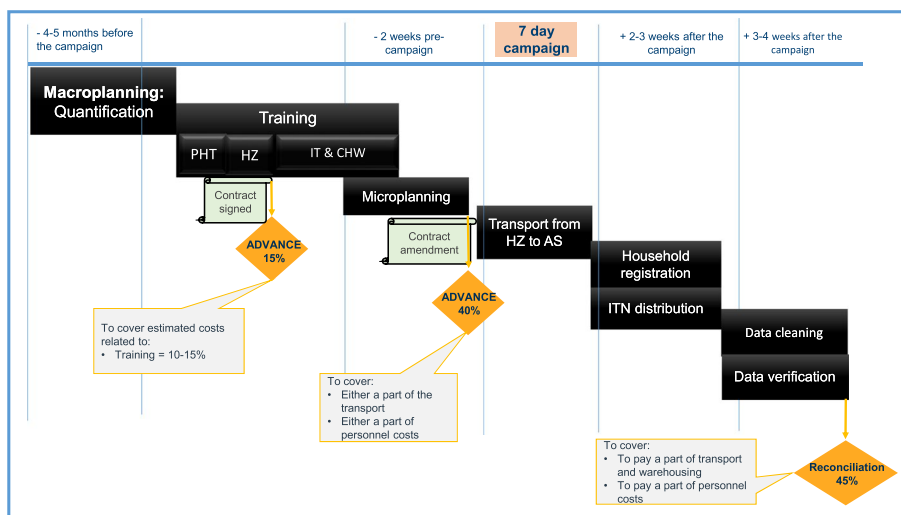 - 4-5 months before
the campaign
- 2 weeks pre-
campaign
7 day
campaign
+ 2-3 weeks after the
campaign
+ 3-4 weeks after the
campaign
Macroplanning:
Quantification
Training
PHT
HZ
IT & CHW
Contract
signed
Microplanning
Contract
amendment
Transport from
HZ to AS
ADVANCE
15%
Household
registration
ADVANCE
40%
ITN distribution
To cover estimated costs
related to:
• Training = 10-15%
Data cleaning
Data verification
To cover:
• Either a part of the
transport
• Either a part of
personnel costs
To cover:
• To pay a part of transport
and warehousing
• To pay a part of personnel
costs
Reconciliation
45%